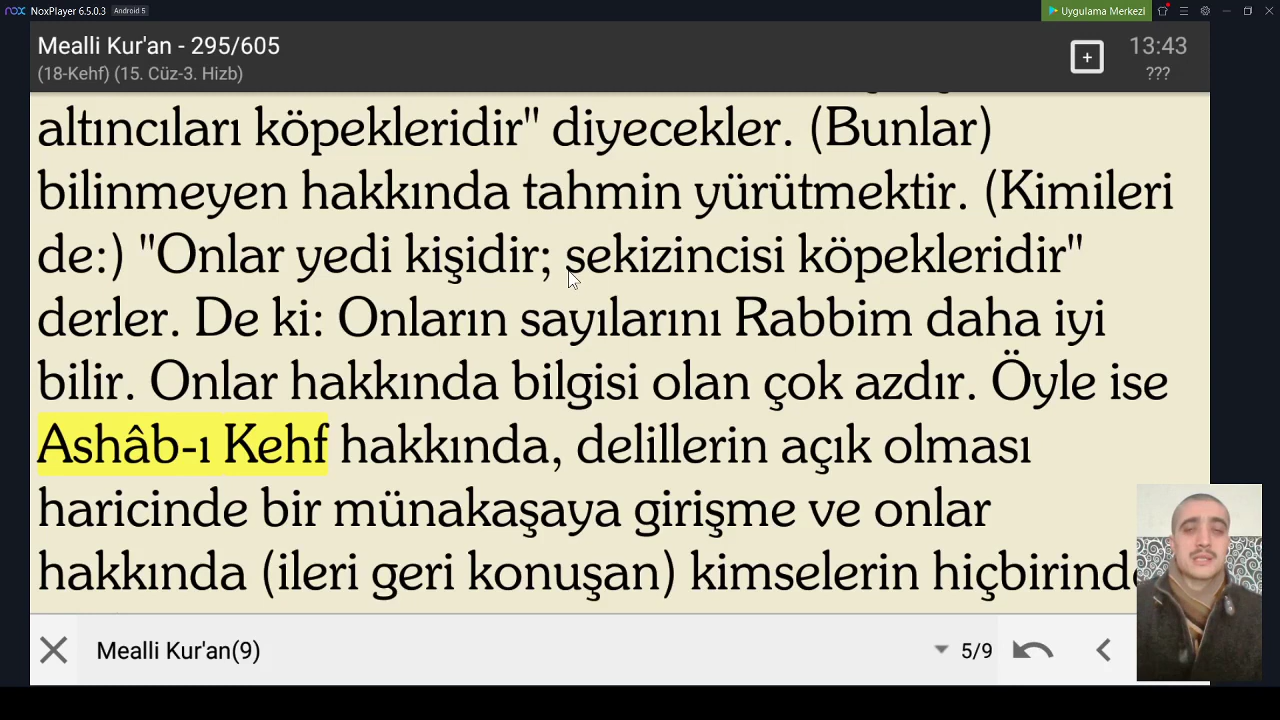 NoxPlayer 6.5.0.3 Android 5
Uygulama Merkezi
Mealli Kur'an - 295/605
(18-Kehf) (15. Cüz-3. Hizb)
13:43
???
altıncıları köpekleridir" diyecekler. (Bunlar)
bilinmeyen hakkında tahmin yürütmektir. (Kimileri
de:) "Onlar yedi kişidir; sekizincisi köpekleridir"
derler. De ki: Onların sayılarını Rabbim daha iyi
bilir. Onlar hakkında bilgisi olan çok azdır. Öyle ise
Ashâb-ı Kehf hakkında, delillerin açık olması
haricinde bir münakaşaya girişme ve onlar
hakkında (ileri geri konuşan) kimselerin
Mealli Kur'an(9)
5/9